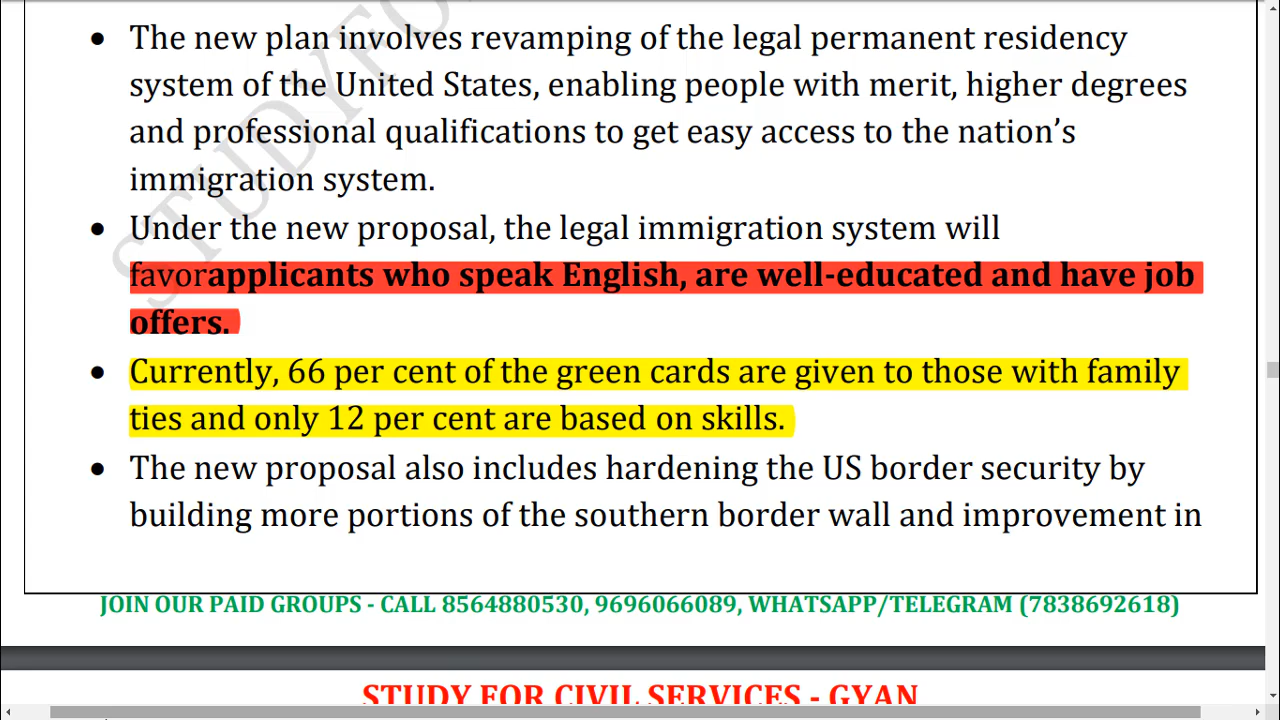 • The new plan involves revamping of the legal permanent residency
system of the United States, enabling people with merit, higher degrees
and professional qualifications to get easy access to the nation’s
immigration system.
• Under the new proposal, the legal immigration system will
favorapplicants who speak English, are well-educated and have job
offers.
• Currently, 66 per cent of the green cards are given to those with family
ties and only 12 per cent are based on skills.
• The new proposal also includes hardening the US border security by
building more portions of the southern border wall and improvement in
JOIN OUR PAID GROUPS - CALL 8564880530, 9696066089, WHATSAPP/TELEGRAM (7838692618)
STUDY FOR CIVIL SERVICES - GYAN
STUDYFO